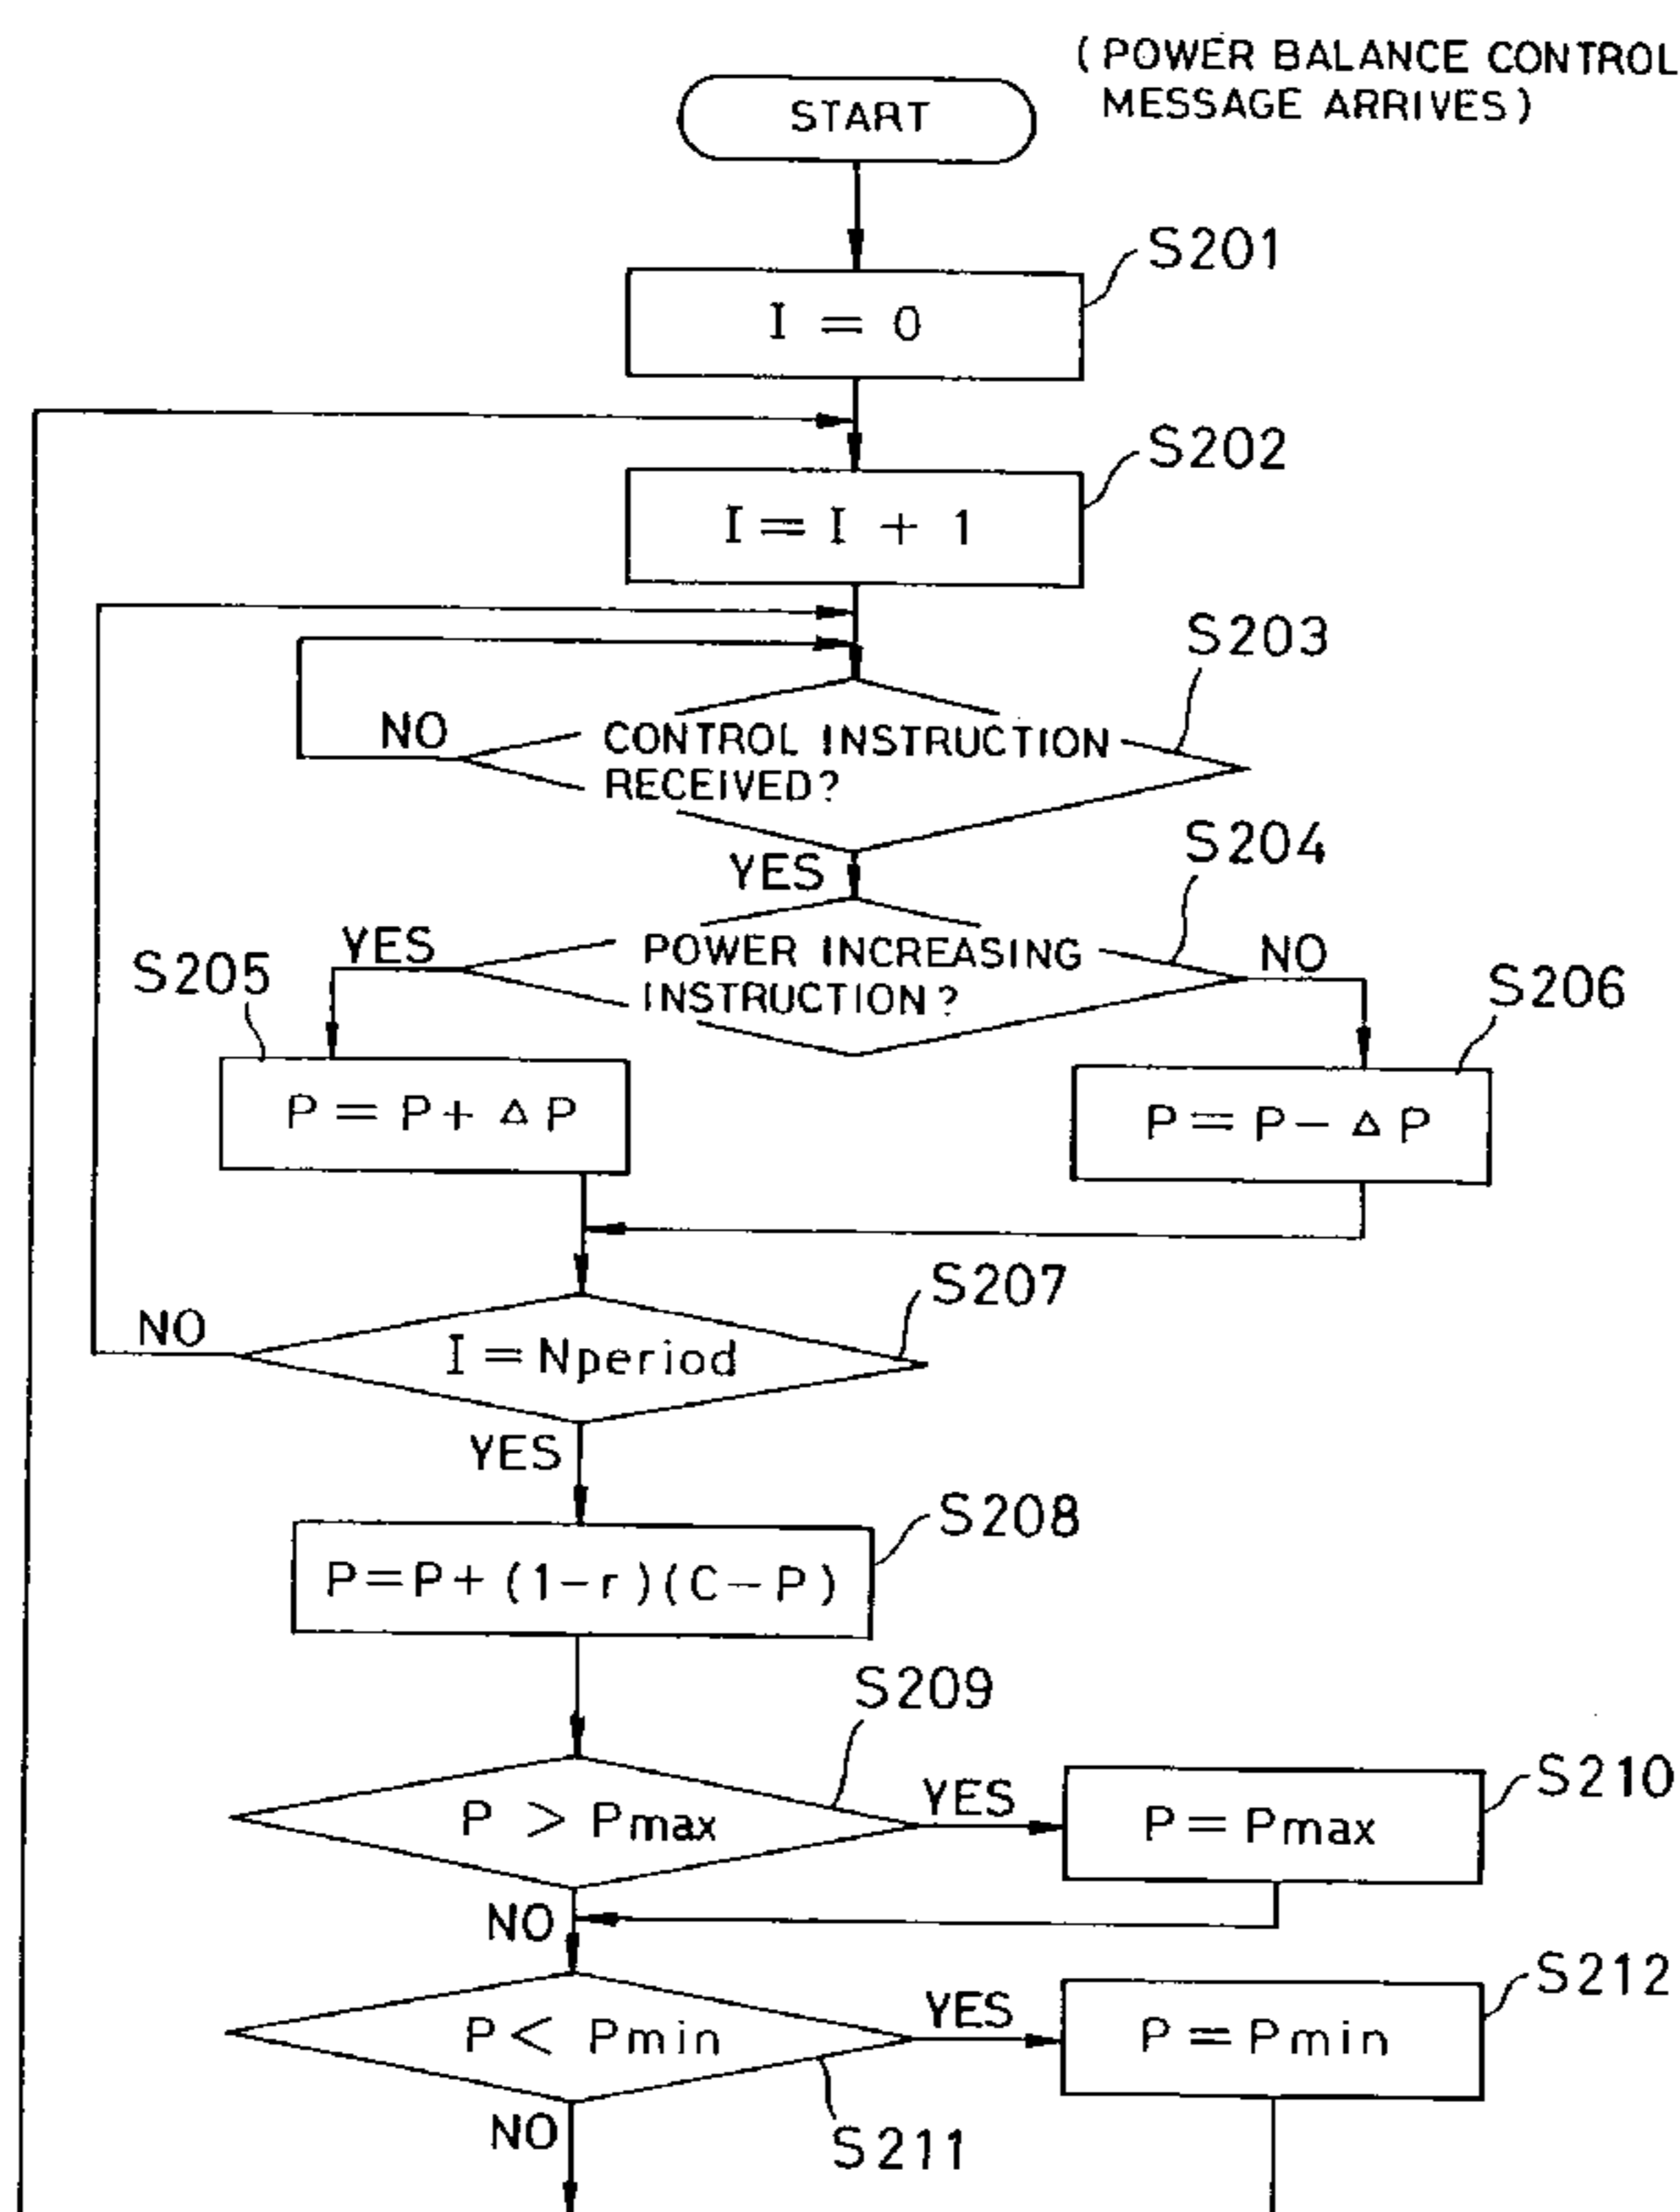 (POWER BALANCE CONTROL
MESSAGE ARRIVES)
START
S201
I = 0
S202
I = I + 1
S203
NO
CONTROL INSTRUCTION
RECEIVED?
YES
S204
YES
POWER INCREASING
INSTRUCTION?
NO
S205
S206
P = P + Δ P
P = P - Δ P
S207
NO
I = Nperiod
YES
S208
P=P+(1-r)(C-P)
S209
P > Pmax
YES
S210
P = Pmax
NO
S212
P < Pmin
YES
P = Pmin
NO
S211